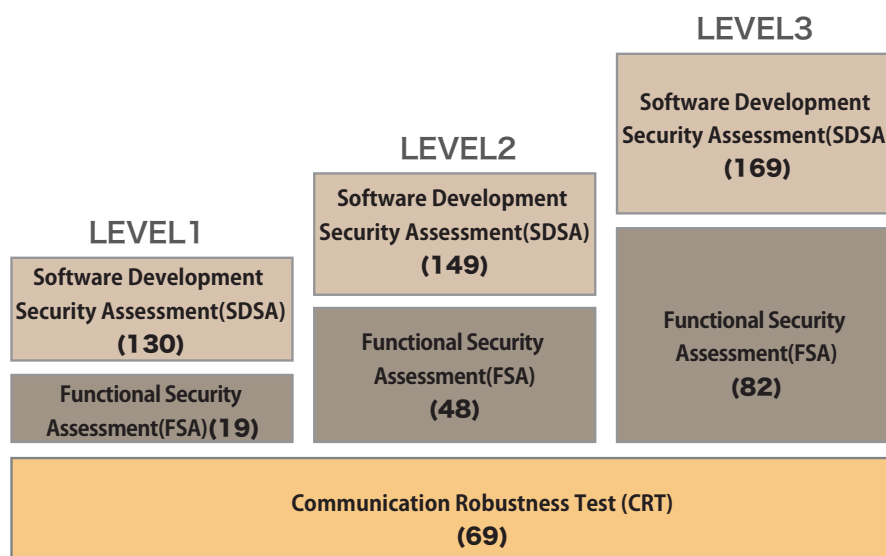 LEVEL1
Software Development
Security Assessment(SDSA)
(130)
Functional Security
Assessment(FSA)(19)
LEVEL2
Software Development
Security Assessment(SDSA)
(149)
Functional Security
Assessment(FSA)
(48)
LEVEL3
Software Development
Security Assessment(SDSA
(169)
Functional Security
Assessment(FSA)
(82)
Communication Robustness Test (CRT)
(69)